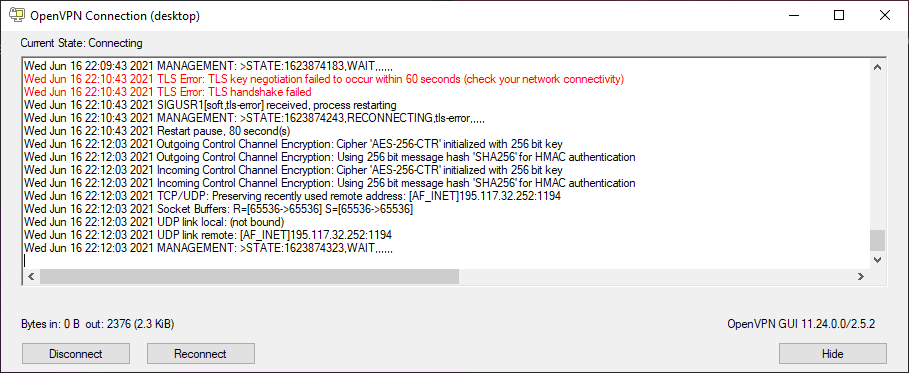 OpenVPN Connection (desktop)
Current State: Connecting
Wed Jun 16 22:09:43 2021 MANAGEMENT: >STATE:1623874183,WAIT,,,,,,
Wed Jun 16 22:10:43 2021 TLS Error: TLS key negotiation failed to occur within 60 seconds (check your network connectivity)
Wed Jun 16 22:10:43 2021 TLS Error: TLS handshake failed
Wed Jun 16 22:10:43 2021 SIGUSR1[soft,tls-error] received, process restarting
Wed Jun 16 22:10:43 2021 MANAGEMENT: >STATE:1623874243,RECONNECTING,tls-error,,,,,
Wed Jun 16 22:10:43 2021 Restart pause, 80 second(s)
Wed Jun 16 22:12:03 2021 Outgoing Control Channel Encryption: Cipher 'AES-256-CTR' initialized with 256 bit key
Wed Jun 16 22:12:03 2021 Outgoing Control Channel Encryption: Using 256 bit message hash 'SHA256' for HMAC authentication
Wed Jun 16 22:12:03 2021 Incoming Control Channel Encryption: Cipher 'AES-256-CTR' initialized with 256 bit key
Wed Jun 16 22:12:03 2021 Incoming Control Channel Encryption: Using 256 bit message hash 'SHA256' for HMAC authentication
Wed Jun 16 22:12:03 2021 TCP/UDP: Preserving recently used remote address: [AF_INET]195.117.32.252:1194
Wed Jun 16 22:12:03 2021 Socket Buffers: R=[65536->65536] S=[65536->65536]
Wed Jun 16 22:12:03 2021 UDP link local: (not bound)
Wed Jun 16 22:12:03 2021 UDP link remote: [AF_INET]195.117.32.252:1194
Wed Jun 16 22:12:03 2021 MANAGEMENT: >STATE:1623874323,WAIT,,,,,,
Bytes in: 0 B out: 2376 (2.3 KiB)
OpenVPN GUI 11.24.0.0/2.5.2
Disconnect
Reconnect
Hide